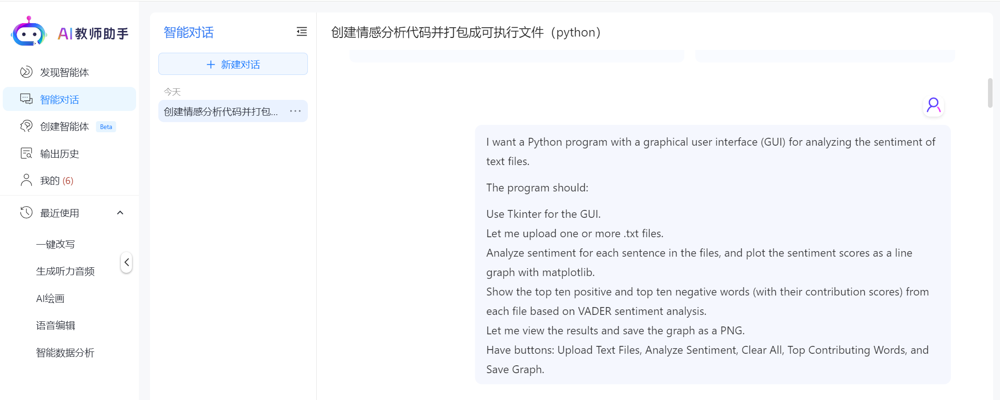 AI教师助手
发现智能体
智能对话
创建智能体 Beta
输出历史
我的 (6)
最近使用
一键改写
生成听力音频
AI绘画
语音编辑
智能数据分析
智能对话
+ 新建对话
今天
创建情感分析代码并打包... ···
创建情感分析代码并打包成可执行文件（python）
I want a Python program with a graphical user interface (GUI) for analyzing the sentiment of
text files.
The program should:
Use Tkinter for the GUI.
Let me upload one or more .txt files.
Analyze sentiment for each sentence in the files, and plot the sentiment scores as a line
graph with matplotlib.
Show the top ten positive and top ten negative words (with their contribution scores) from
each file based on VADER sentiment analysis.
Let me view the results and save the graph as a PNG.
Have buttons: Upload Text Files, Analyze Sentiment, Clear All, Top Contributing Words, and
Save Graph.